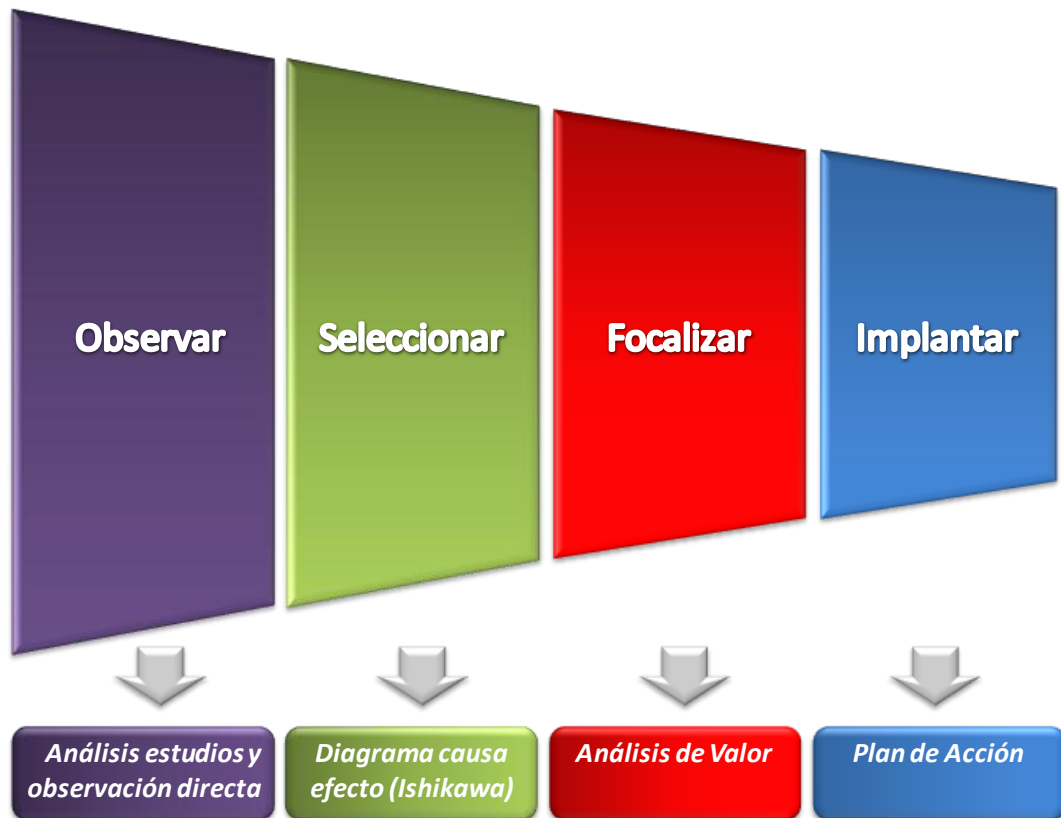 Observar
Seleccionar
Focalizar
Implantar
Análisis estudios y
observación directa
Diagrama causa
efecto (Ishikawa)
Análisis de Valor
Plan de Acción